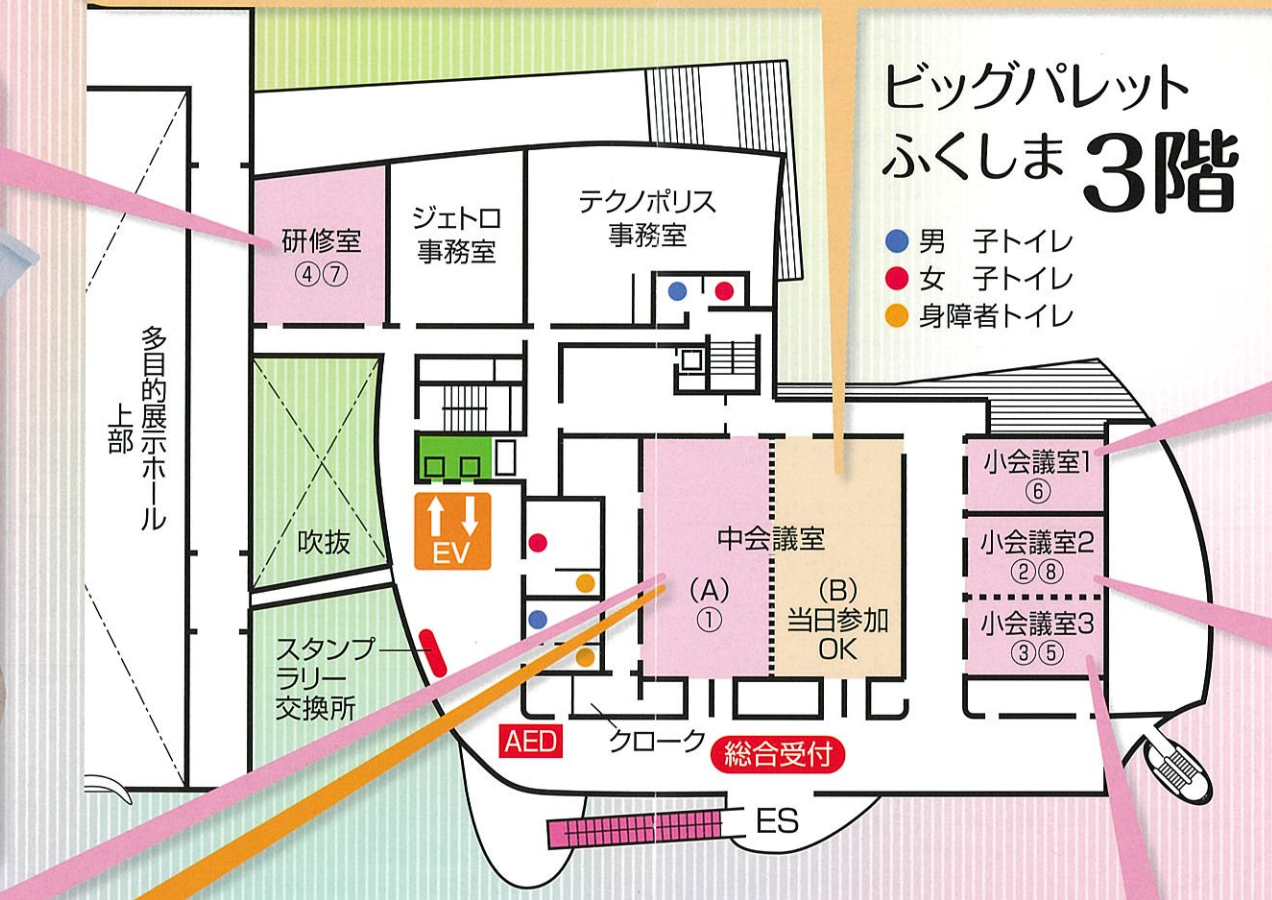 ビッグパレット
ふくしま 3階
男　子トイレ
女　子トイレ
身障者トイレ
研修室
④⑦
ジェトロ
事務室
テクノポリス
事務室
多目的展示ホール
上部
吹抜
EV
スタンプ
ラリー
交換所
AED
クローク
総合受付
ES
中会議室
(A)
①
(B)
当日参加
OK
小会議室1
⑥
小会議室2
②⑧
小会議室3
③⑤